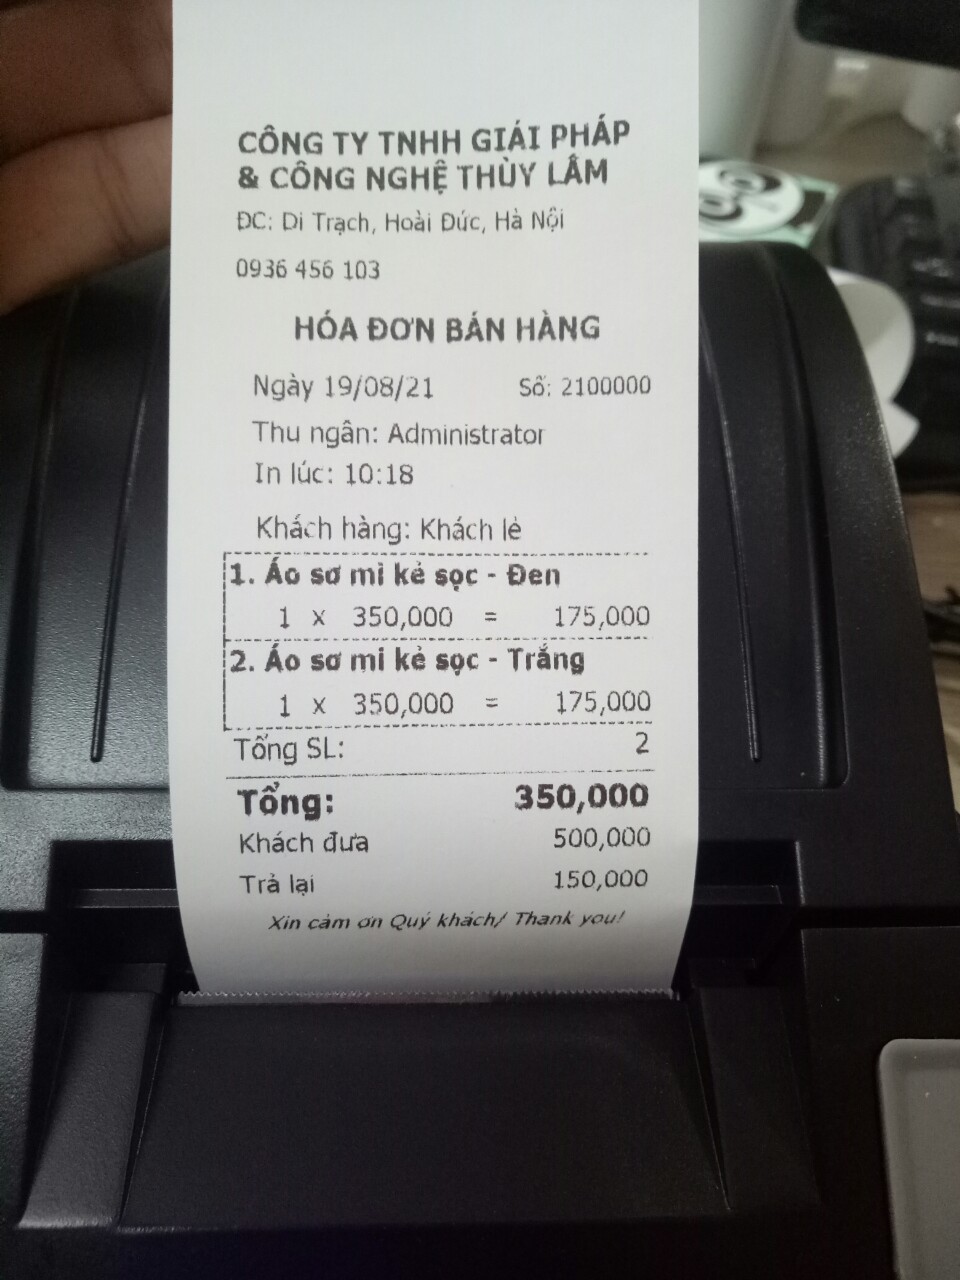 CÔNG TY TNHH GIẢI PHÁP
& CÔNG NGHỆ THÙY LÂM
ĐC: Di Trạch, Hoài Đức, Hà Nội
0936 456 103
HÓA ĐƠN BÁN HÀNG
Ngày 19/08/21 Số: 2100000
Thu ngân: Administrator
In lúc: 10:18
Khách hàng: Khách lẻ
1. Áo sơ mi kẻ sọc - Đen
1 x 350,000 = 175,000
2. Áo sơ mi kẻ sọc - Trắng
1 x 350,000 = 175,000
Tổng SL: 2
Tổng: 350,000
Khách đưa 500,000
Trả lại 150,000
Xin cảm ơn Quý khách/ Thank you!